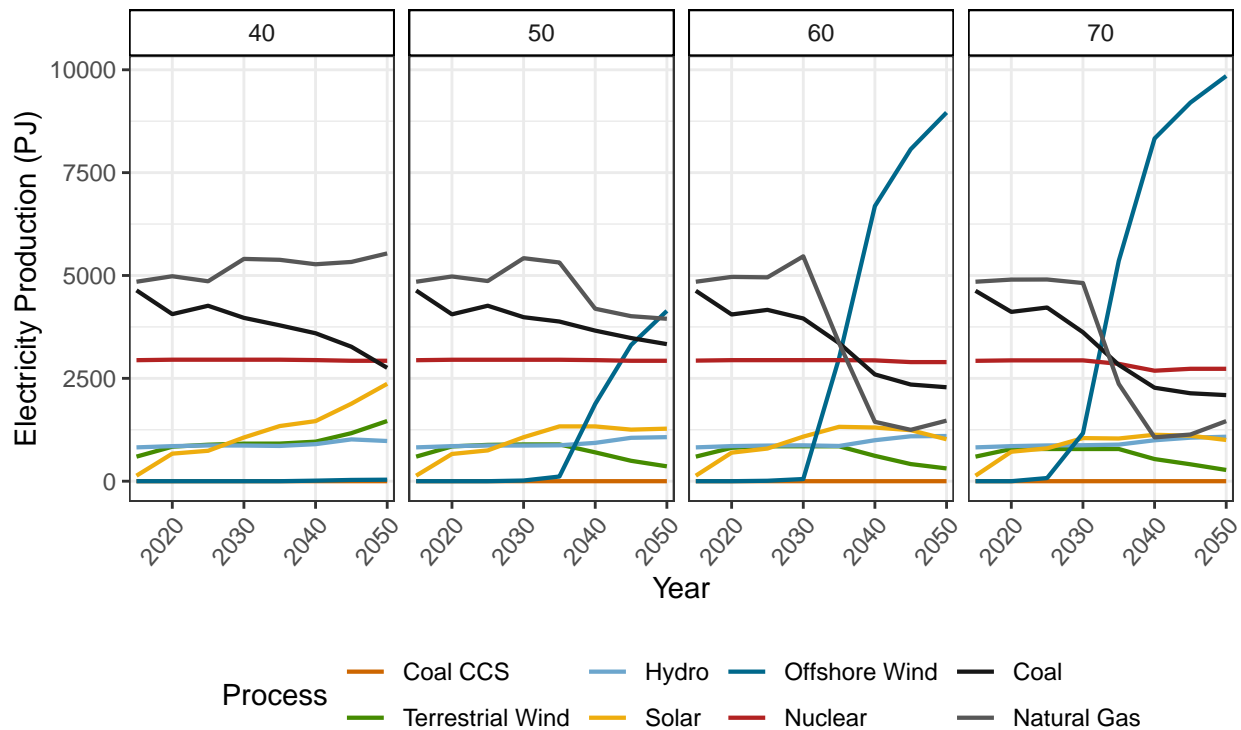 40 50 60 70
Electricity Production (PJ)
10000
7500
5000
2500
0
2020 2030 2040 2050 2020 2030 2040 2050 2020 2030 2040 2050 2020 2030 2040 2050
Year
Process
Coal CCS Hydro Offshore Wind Coal
Terrestrial Wind Solar Nuclear Natural Gas